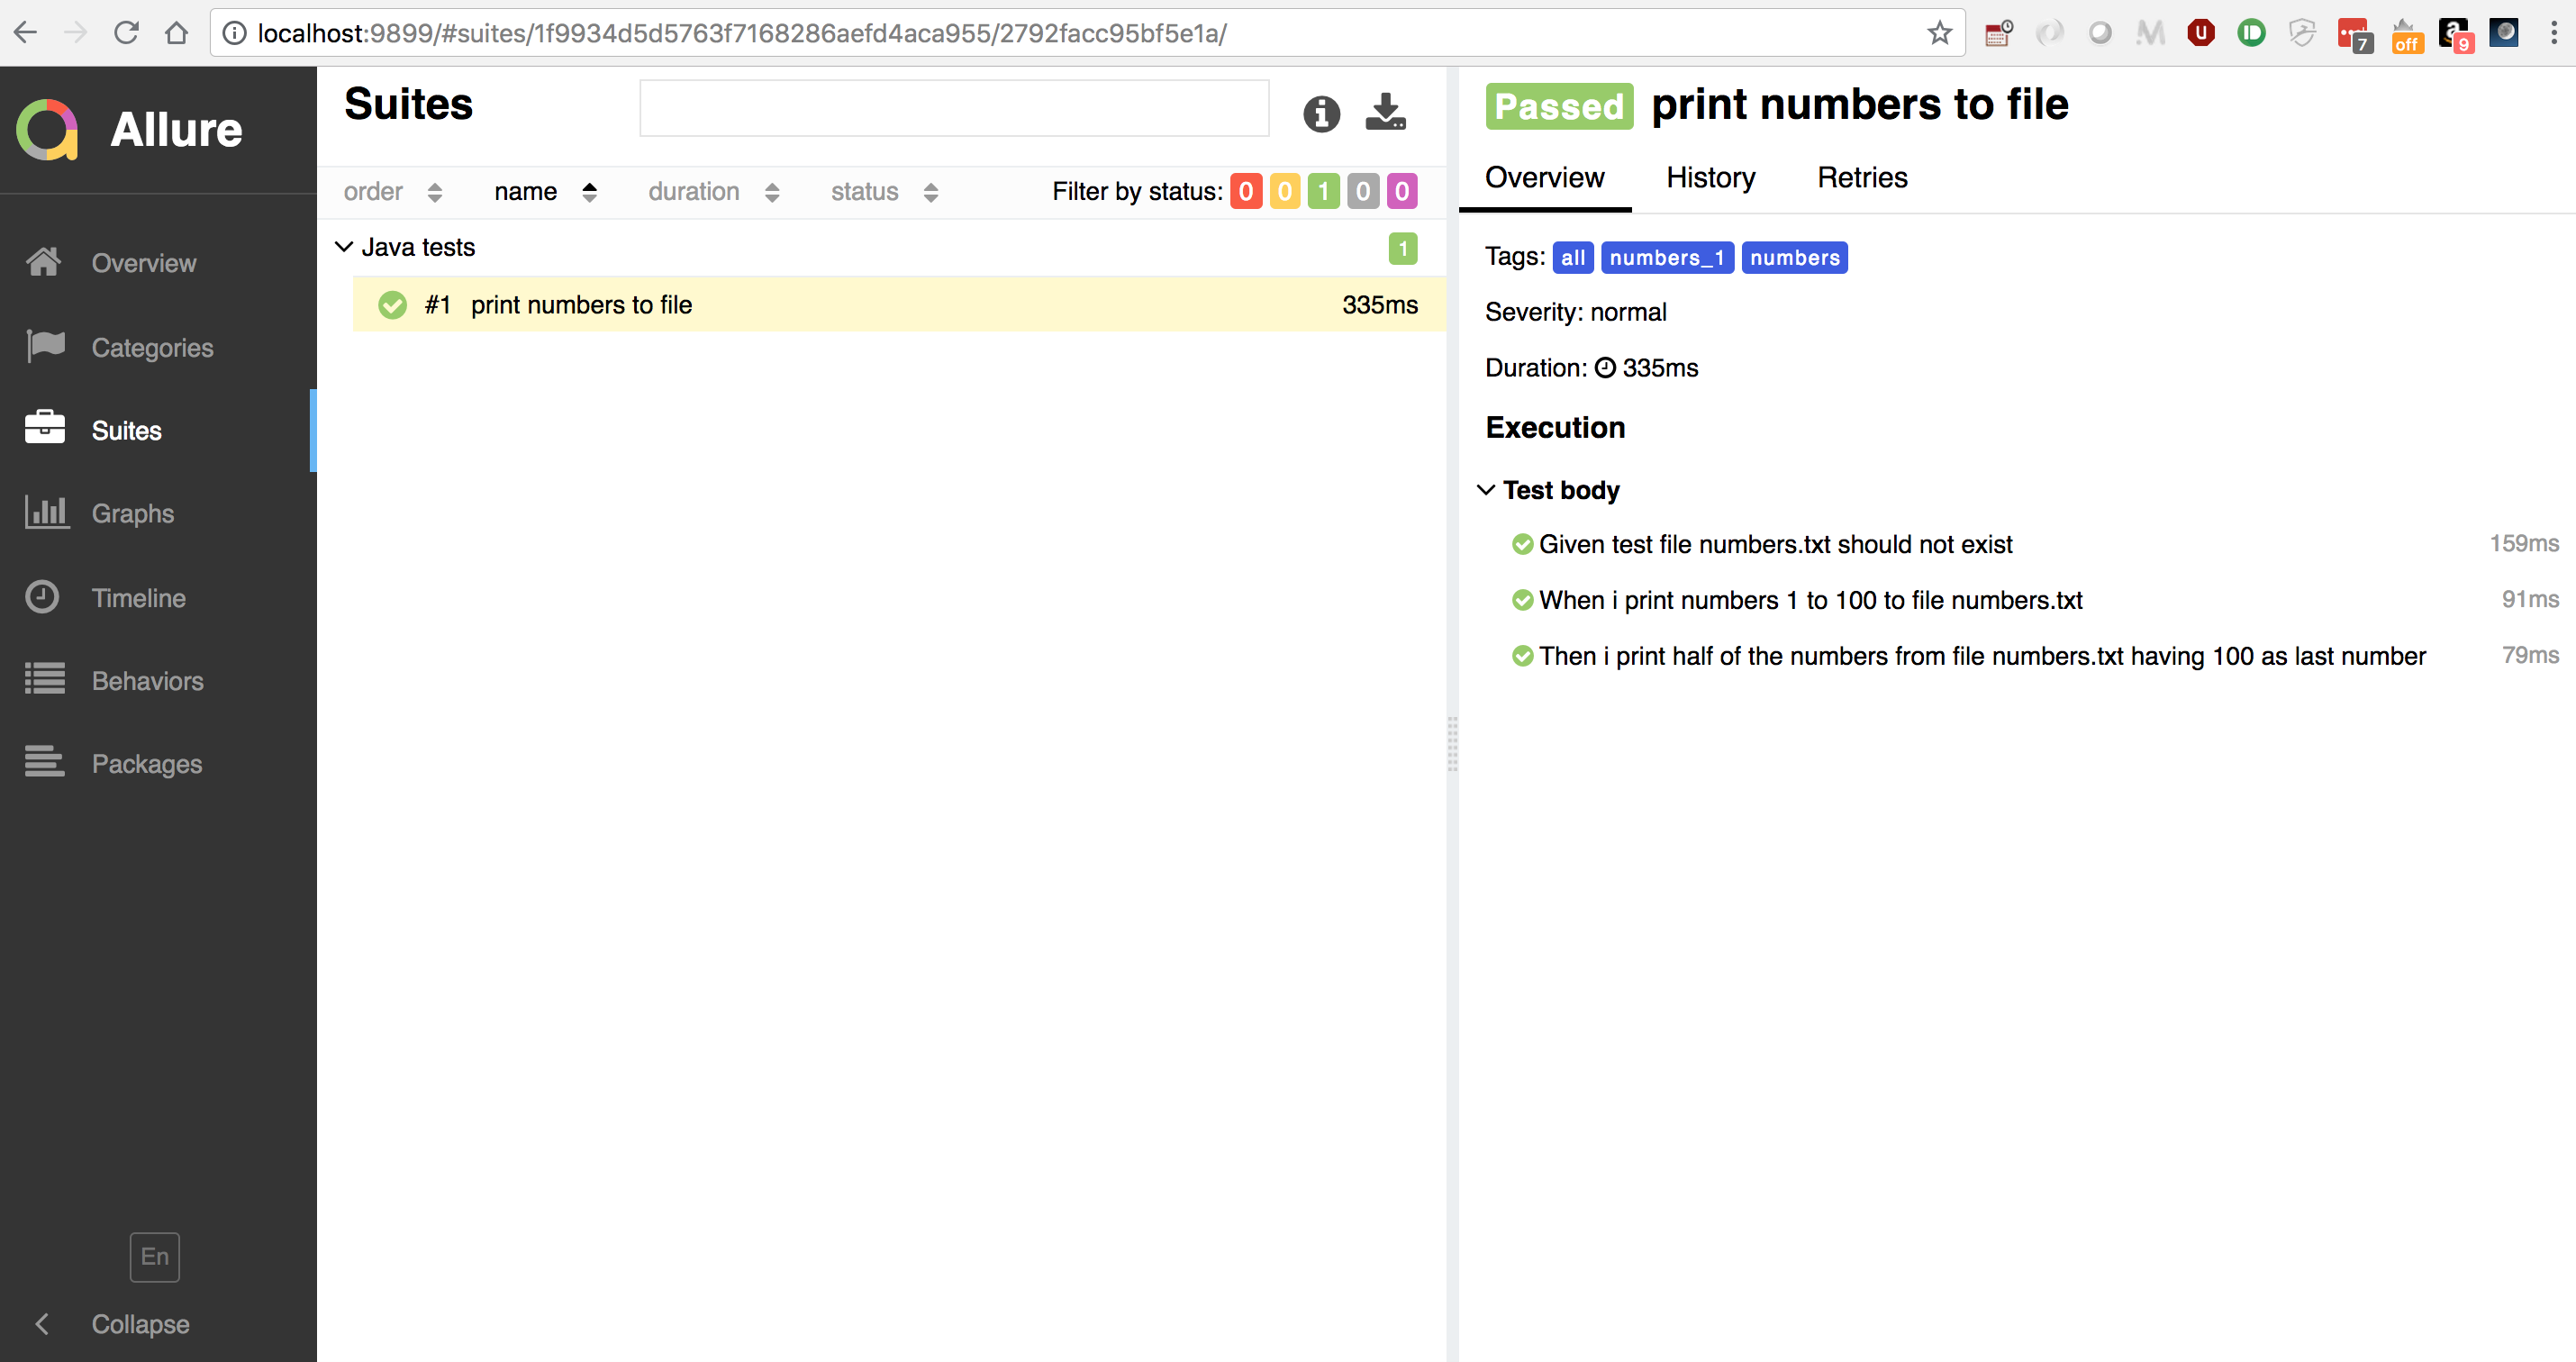 localhost:9899/#suites/1f9934d5d5763f7168286aefd4aca955/2792facc95bf5e1a/
U
7
off
a 9
Allure
Overview
Categories
Suites
Graphs
Timeline
Behaviors
Packages
En
Collapse
Suites
order name duration status Filter by status: 0 0 1 0 0
Java tests 1
#1 print numbers to file 335ms
Passed print numbers to file
Overview History Retries
Tags: all numbers_1 numbers
Severity: normal
Duration: 335ms
Execution
Test body
Given test file numbers.txt should not exist 159ms
When i print numbers 1 to 100 to file numbers.txt 91ms
Then i print half of the numbers from file numbers.txt having 100 as last number 79ms